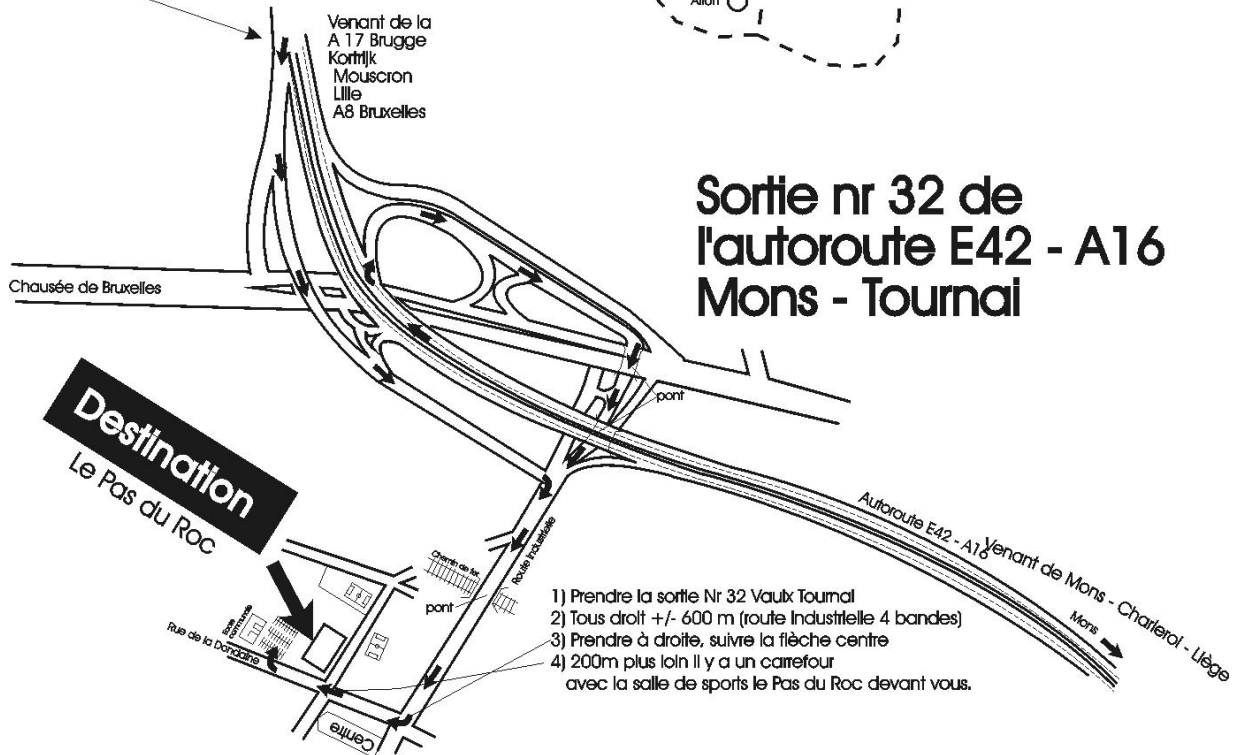 Arlon
Venant de la
A 17 Brugge
Kortrijk
Mouscron
Lille
A8 Bruxelles
Sortie nr 32 de
l'autoroute E42 - A16
Mons - Tournai
Chausée de Bruxelles
pont
Destination
Le Pas du Roc
Autoroute E42 - A16
Venant de Mons - Charleroi - Liège
Mons
Chemin de fer
Route Industrielle
pont
Ecole
communale
Rue de la Dondaine
Centre
1) Prendre la sortie Nr 32 Vaulx Tournai
2) Tous droit +/- 600 m (route industrielle 4 bandes)
3) Prendre à droite, suivre la flèche centre
4) 200m plus loin il y a un carrefour
avec la salle de sports le Pas du Roc devant vous.